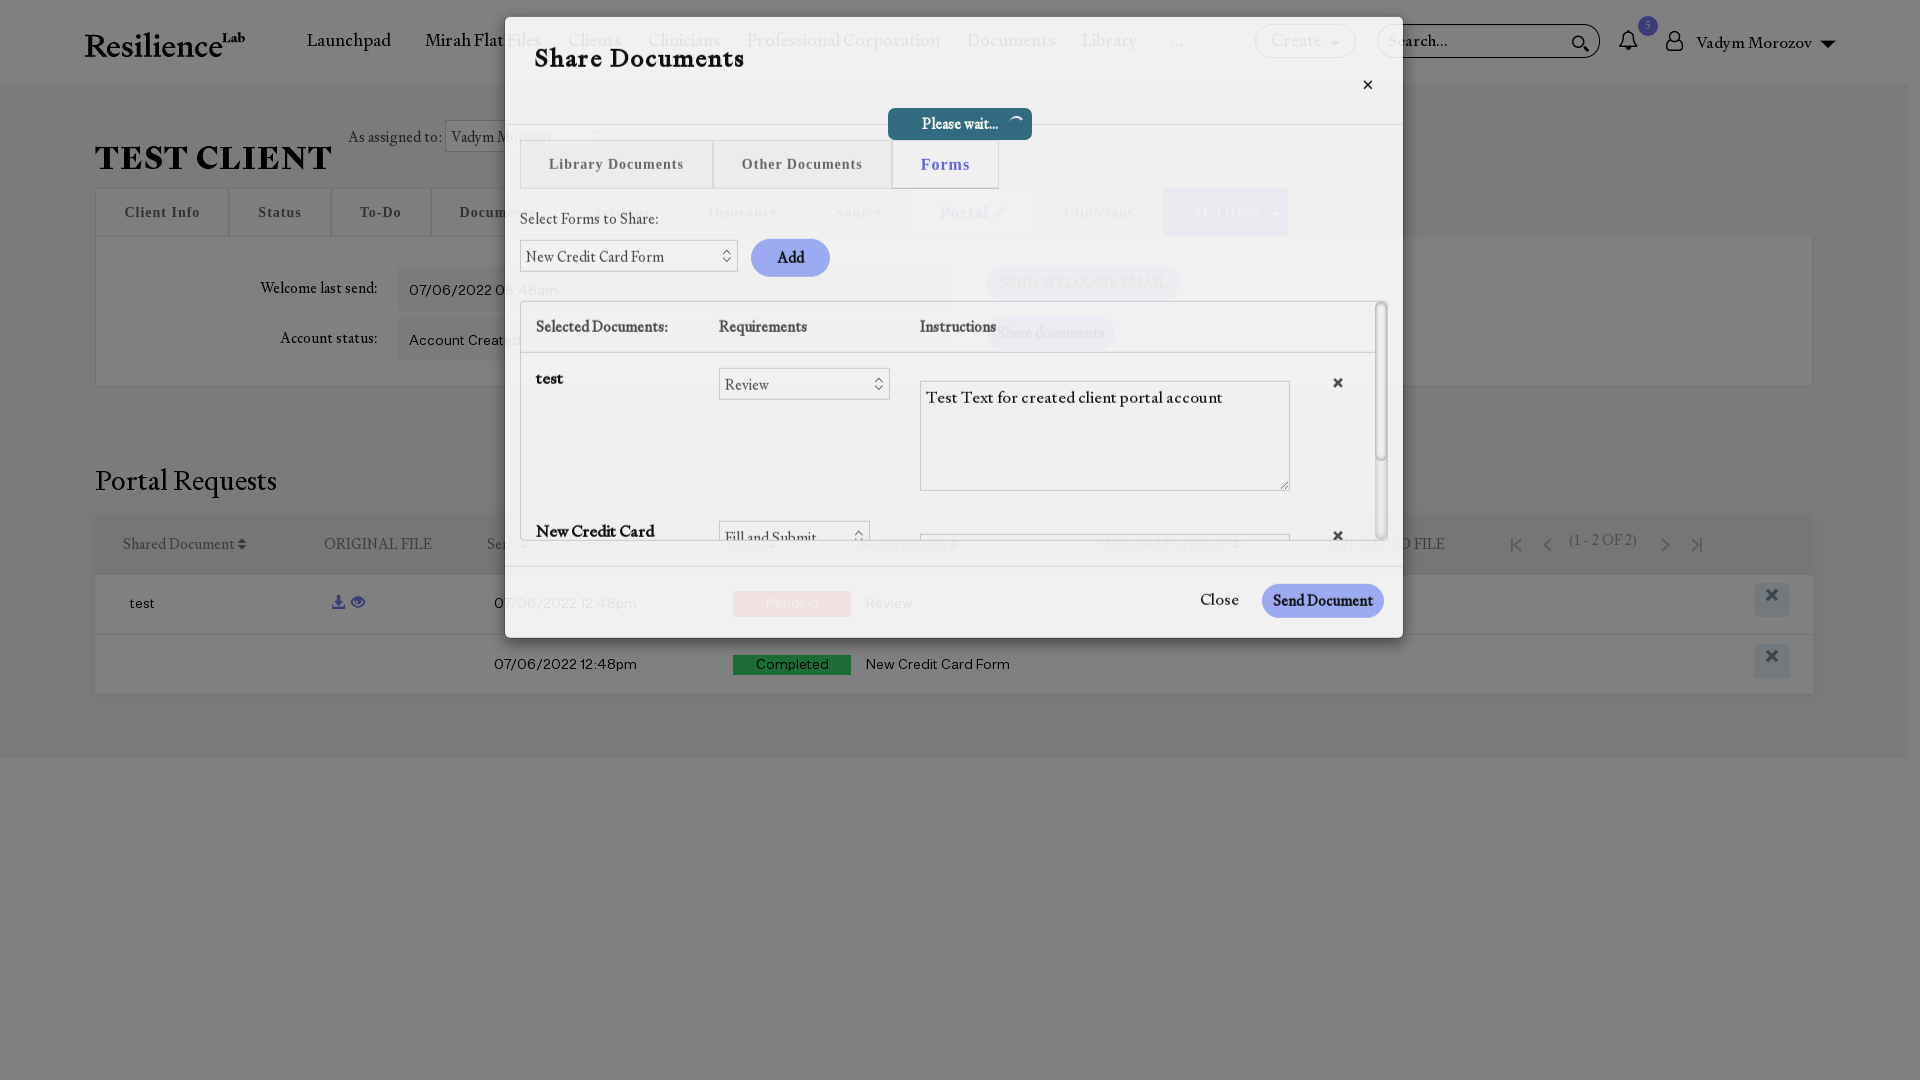 Resilience Lab
Launchpad
Mirah Flat Files
Clients
Clinicians
Professional Corporation
Documents
Library
...
Create
Search...
5
Vadym Morozov
Share Documents
×
Please wait...
TEST CLIENT
As assigned to:
Vadym Morozov
Library Documents
Other Documents
Forms
Client Info
Status
To-Do
Insurance
Source
Portal
Clinicians
ACTIONS
Select Forms to Share:
New Credit Card Form
Add
Welcome last send:
07/06/2022 08:48am
SEND WELCOME EMAIL
Account status:
Account Created
Share documents
Selected Documents:
Requirements
Instructions
test
Review
Test Text for created client portal account
New Credit Card
Fill and Submit
Portal Requests
Shared Document
ORIGINAL FILE
Sent
Requirements
Uploaded Document
FILE
(1 - 2 OF 2)
test
07/06/2022 12:48pm
Pending
Review
Close
Send Document
07/06/2022 12:48pm
Completed
New Credit Card Form